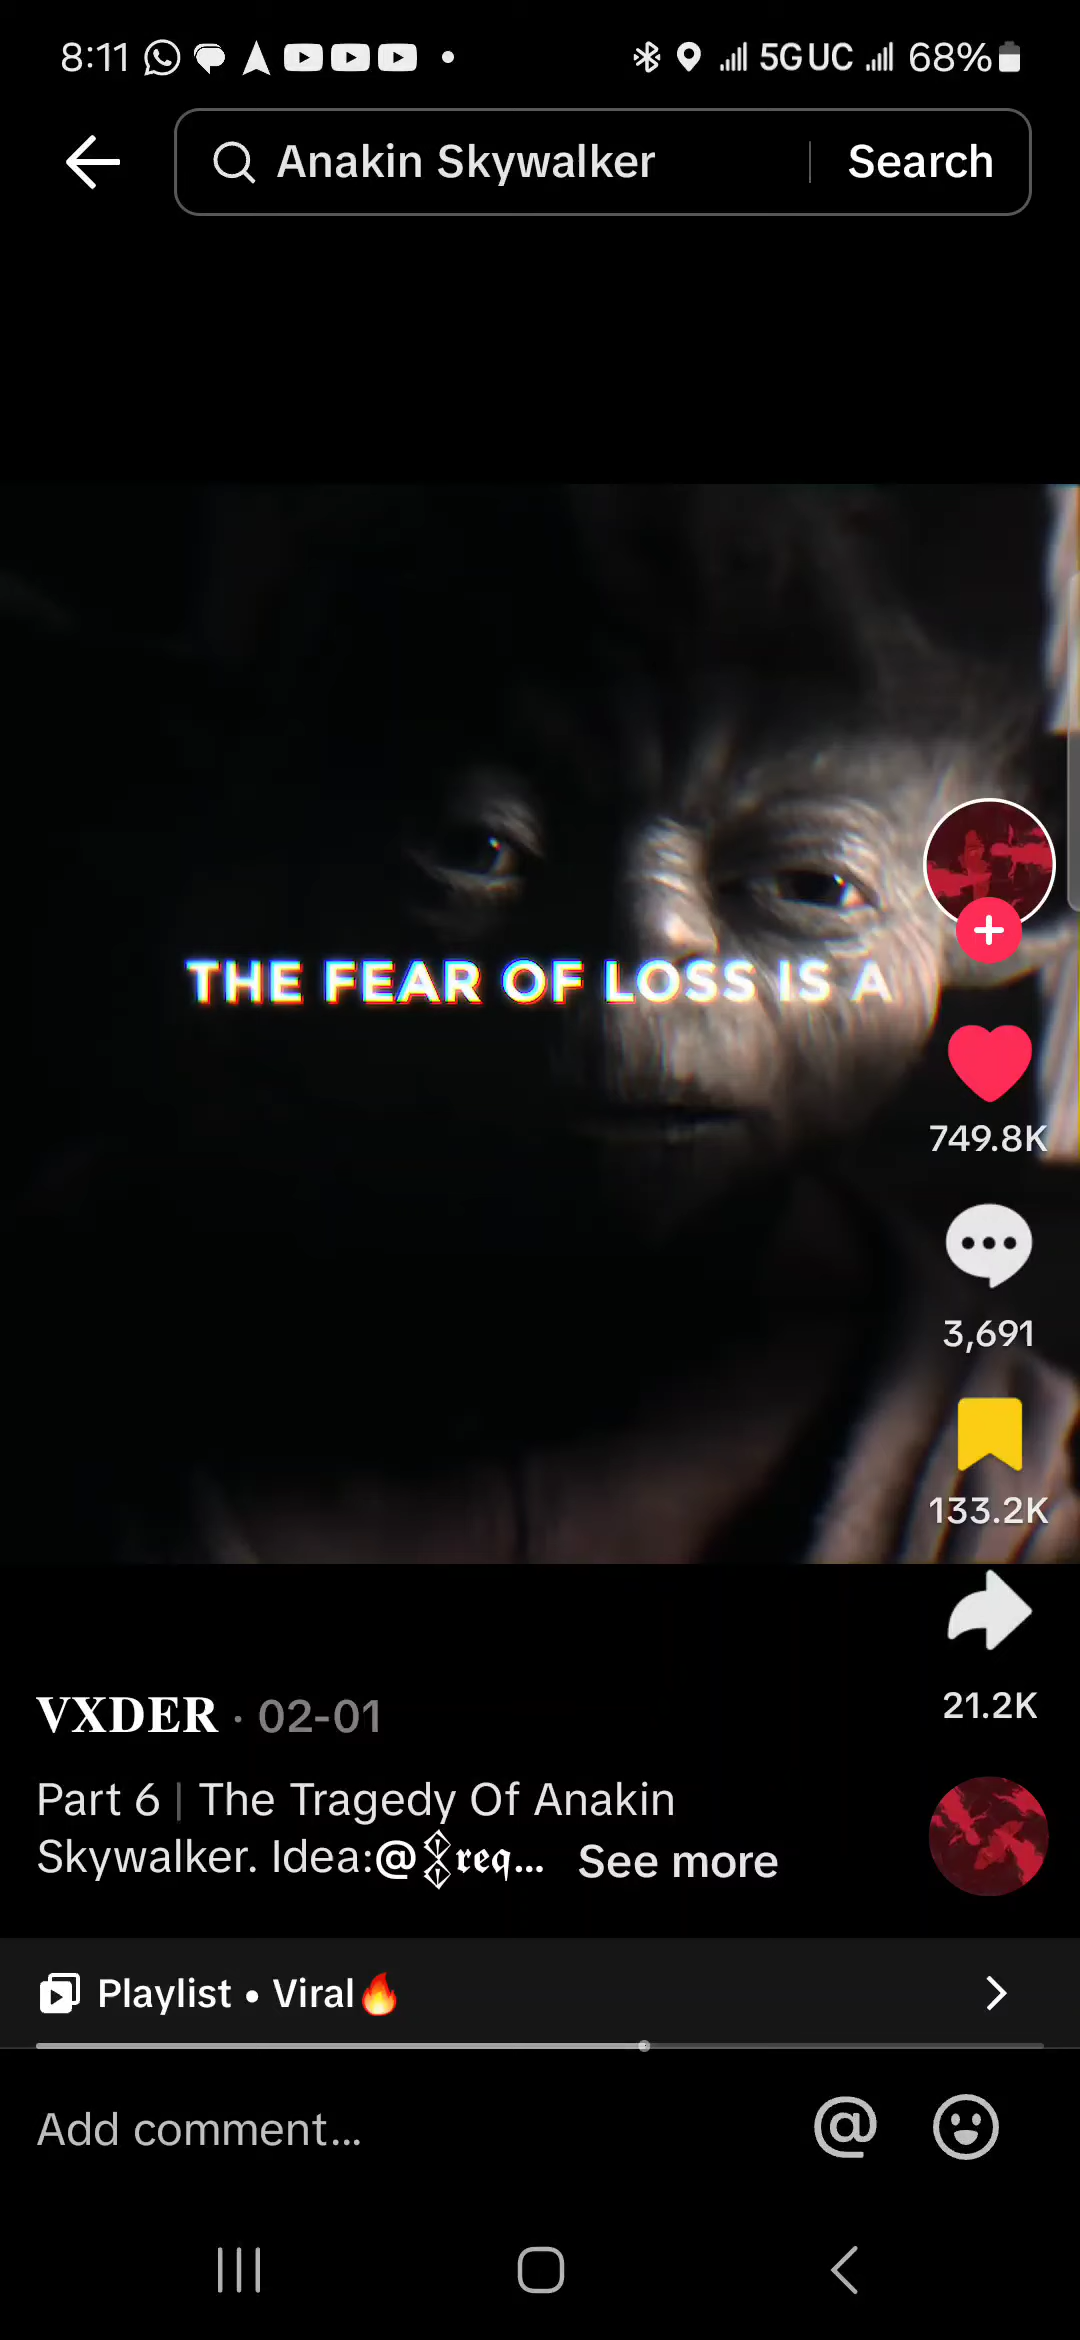 8:11 5G UC 68%
Anakin Skywalker Search
THE FEAR OF LOSS IS A
749.8K
3,691
133.2K
21.2K
VXDER · 02-01
Part 6 | The Tragedy Of Anakin
Skywalker. Idea:@ 𝖗𝖊𝖖... See more
Playlist • Viral🔥
Add comment...